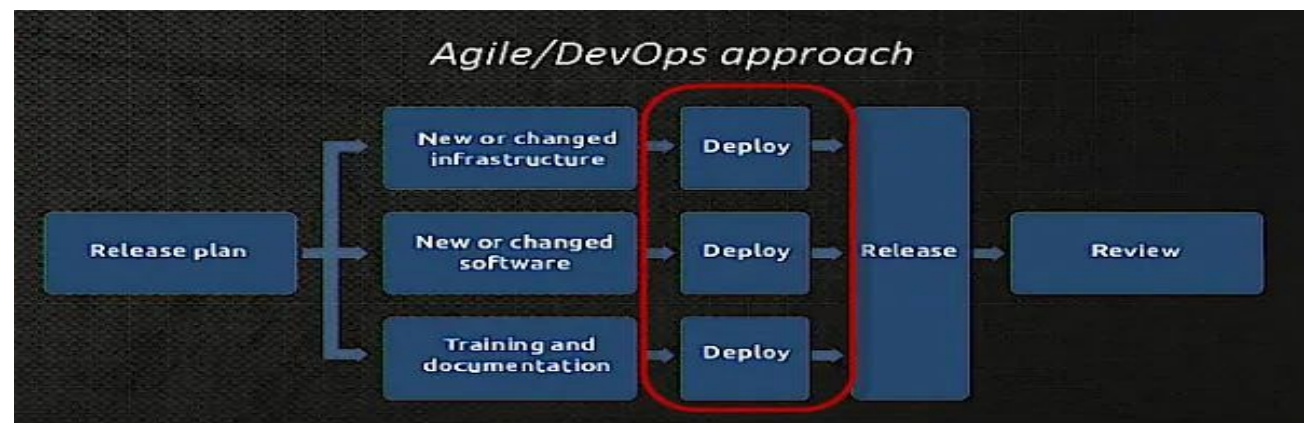 Agile/DevOps approach
New or changed
infrastructure
Deploy
Release plan
New or changed
software
Deploy
Release
Review
Training and
documentation
Deploy